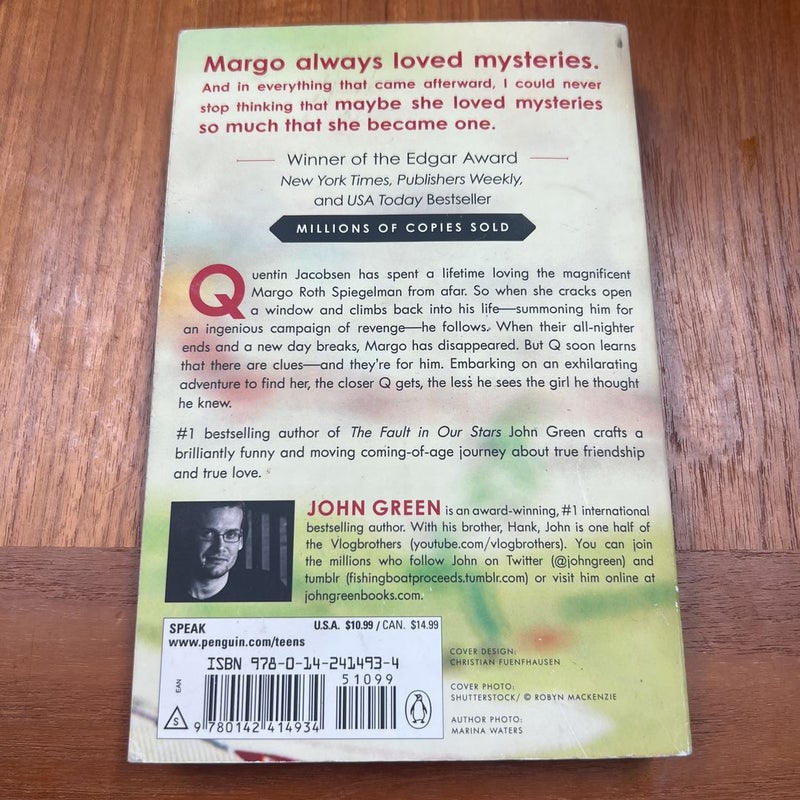 Margo always loved mysteries.
And in everything that came afterward, I could never
stop thinking that maybe she loved mysteries
so much that she became one.
Winner of the Edgar Award
New York Times, Publishers Weekly,
and USA Today Bestseller
MILLIONS OF COPIES SOLD
Quentin Jacobsen has spent a lifetime loving the magnificent
Margo Roth Spiegelman from afar. So when she cracks open
a window and climbs back into his life—summoning him for
an ingenious campaign of revenge—he follows. When their all-nighter
ends and a new day breaks, Margo has disappeared. But Q soon learns
that there are clues—and they're for him. Embarking on an exhilarating
adventure to find her, the closer Q gets, the less he sees the girl he thought
he knew.
#1 bestselling author of The Fault in Our Stars John Green crafts a
brilliantly funny and moving coming-of-age journey about true friendship
and true love.
JOHN GREEN is an award-winning, #1 international
bestselling author. With his brother, Hank, John is one half of
the Vlogbrothers (youtube.com/vlogbrothers). You can join
the millions who follow John on Twitter (@johngreen) and
tumblr (fishingboatproceeds.tumblr.com) or visit him online at
johngreenbooks.com.
SPEAK U.S.A. $10.99 / CAN. $14.99
www.penguin.com/teens
ISBN 978-0-14-241493-4
51099
EAN
S
9 780142 414934
COVER DESIGN:
CHRISTIAN FUENFHAUSEN
COVER PHOTO:
SHUTTERSTOCK/ © ROBYN MACKENZIE
AUTHOR PHOTO:
MARINA WATERS